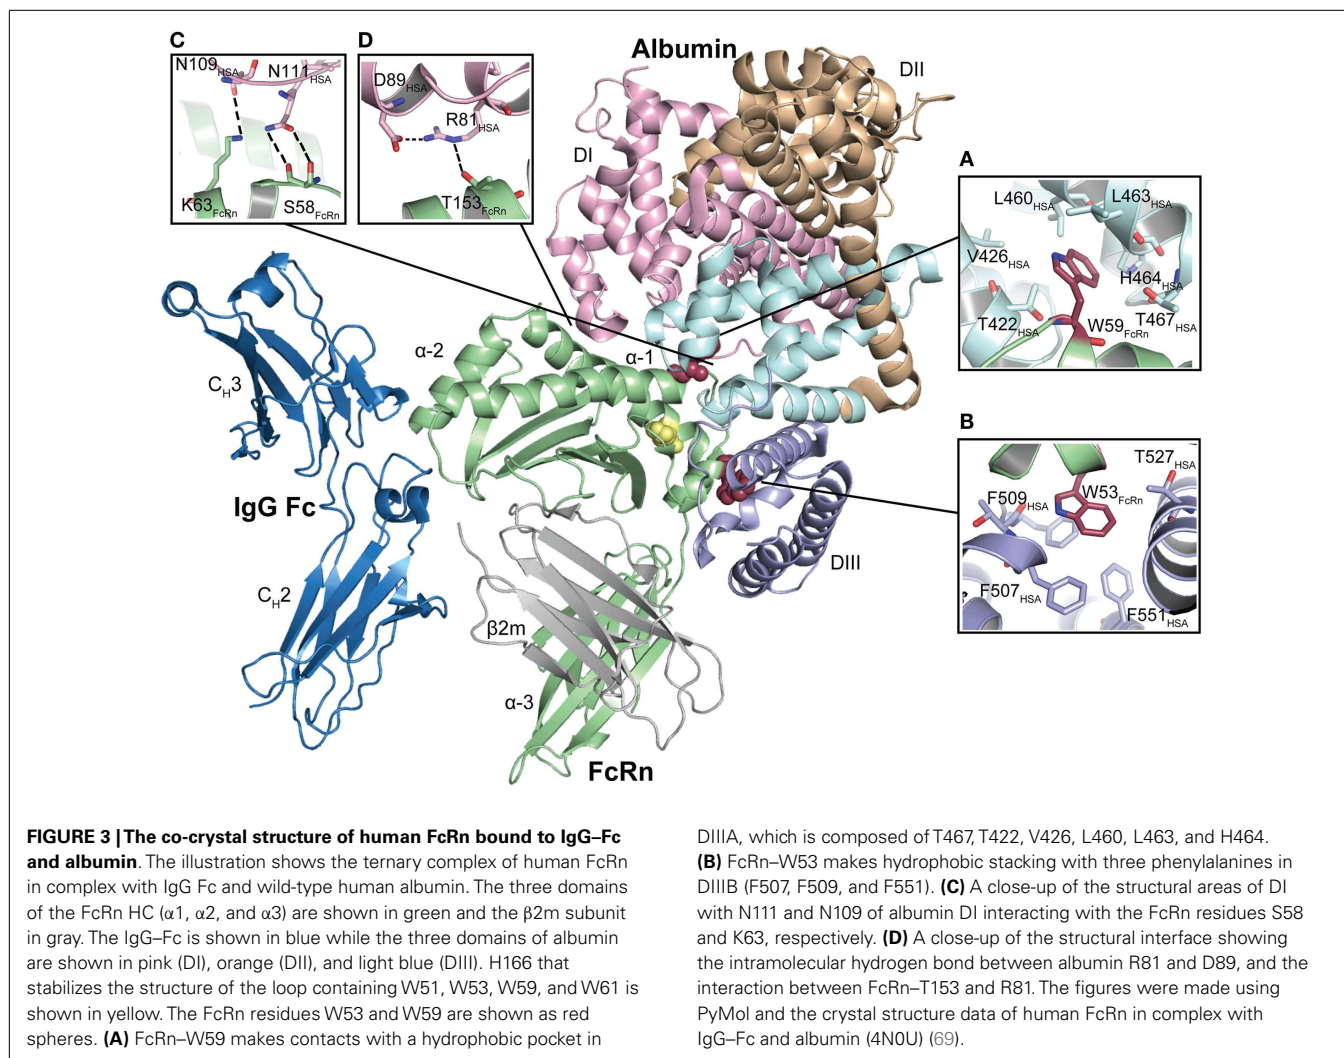 C
D
N109HSA
N111HSA
K63FcRn
S58FcRn
D89HSA
R81HSA
T153FcRn
Albumin
DII
DI
A
L460HSA
L463HSA
V426HSA
H464HSA
T422HSA
T467HSA
W59FcRn
α-2
α-1
CH3
B
T527HSA
F509HSA
W53FcRn
F507HSA
F551HSA
IgG Fc
DIII
CH2
β2m
α-3
FcRn
FIGURE 3 | The co-crystal structure of human FcRn bound to IgG–Fc
and albumin. The illustration shows the ternary complex of human FcRn
in complex with IgG Fc and wild-type human albumin. The three domains
of the FcRn HC (α1, α2, and α3) are shown in green and the β2m subunit
in gray. The IgG–Fc is shown in blue while the three domains of albumin
are shown in pink (DI), orange (DII), and light blue (DIII). H166 that
stabilizes the structure of the loop containing W51, W53, W59, and W61 is
shown in yellow. The FcRn residues W53 and W59 are shown as red
spheres. (A) FcRn–W59 makes contacts with a hydrophobic pocket in
DIIIA, which is composed of T467, T422, V426, L460, L463, and H464.
(B) FcRn–W53 makes hydrophobic stacking with three phenylalanines in
DIIIB (F507, F509, and F551). (C) A close-up of the structural areas of DI
with N111 and N109 of albumin DI interacting with the FcRn residues S58
and K63, respectively. (D) A close-up of the structural interface showing
the intramolecular hydrogen bond between albumin R81 and D89, and the
interaction between FcRn–T153 and R81. The figures were made using
PyMol and the crystal structure data of human FcRn in complex with
IgG–Fc and albumin (4N0U) (69).